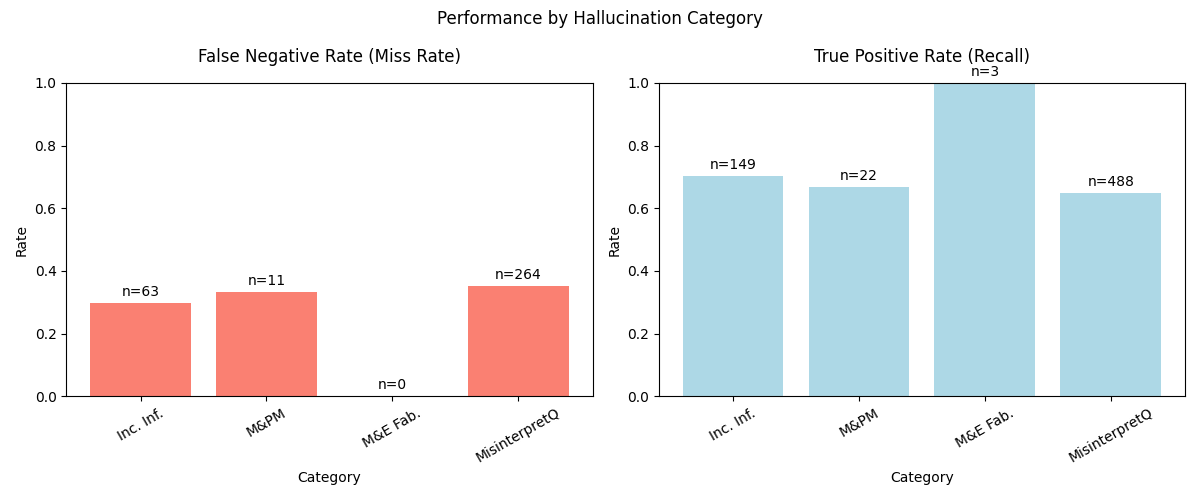 Performance by Hallucination Category
False Negative Rate (Miss Rate)
1.0
0.8
0.6
0.4
0.2
0.0
Rate
n=63
n=11
n=0
n=264
Inc. Inf.
M&PM
M&E Fab.
MisinterpretQ
Category
True Positive Rate (Recall)
1.0
0.8
0.6
0.4
0.2
0.0
Rate
n=149
n=22
n=3
n=488
Inc. Inf.
M&PM
M&E Fab.
MisinterpretQ
Category